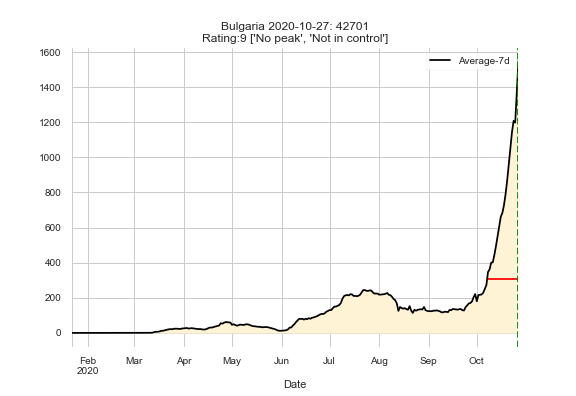 Bulgaria 2020-10-27: 42701
Rating:9 ['No peak', 'Not in control']
Average-7d
1600
1400
1200
1000
800
600
400
200
0
Feb Mar Apr May Jun Jul Aug Sep Oct
2020
Date